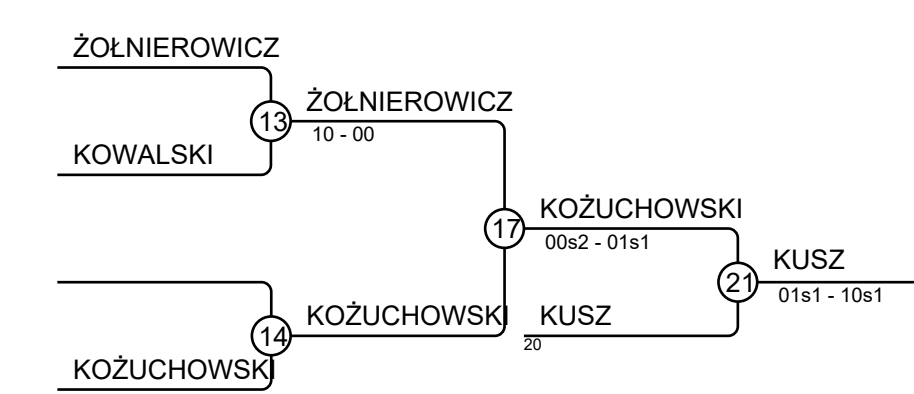 ŻOŁNIEROWICZ
13
ŻOŁNIEROWICZ
10 - 00
KOWALSKI
17
KOŻUCHOWSKI
00s2 - 01s1
21
KUSZ
01s1 - 10s1
14
KOŻUCHOWSKI
KUSZ
20
KOŻUCHOWSKI